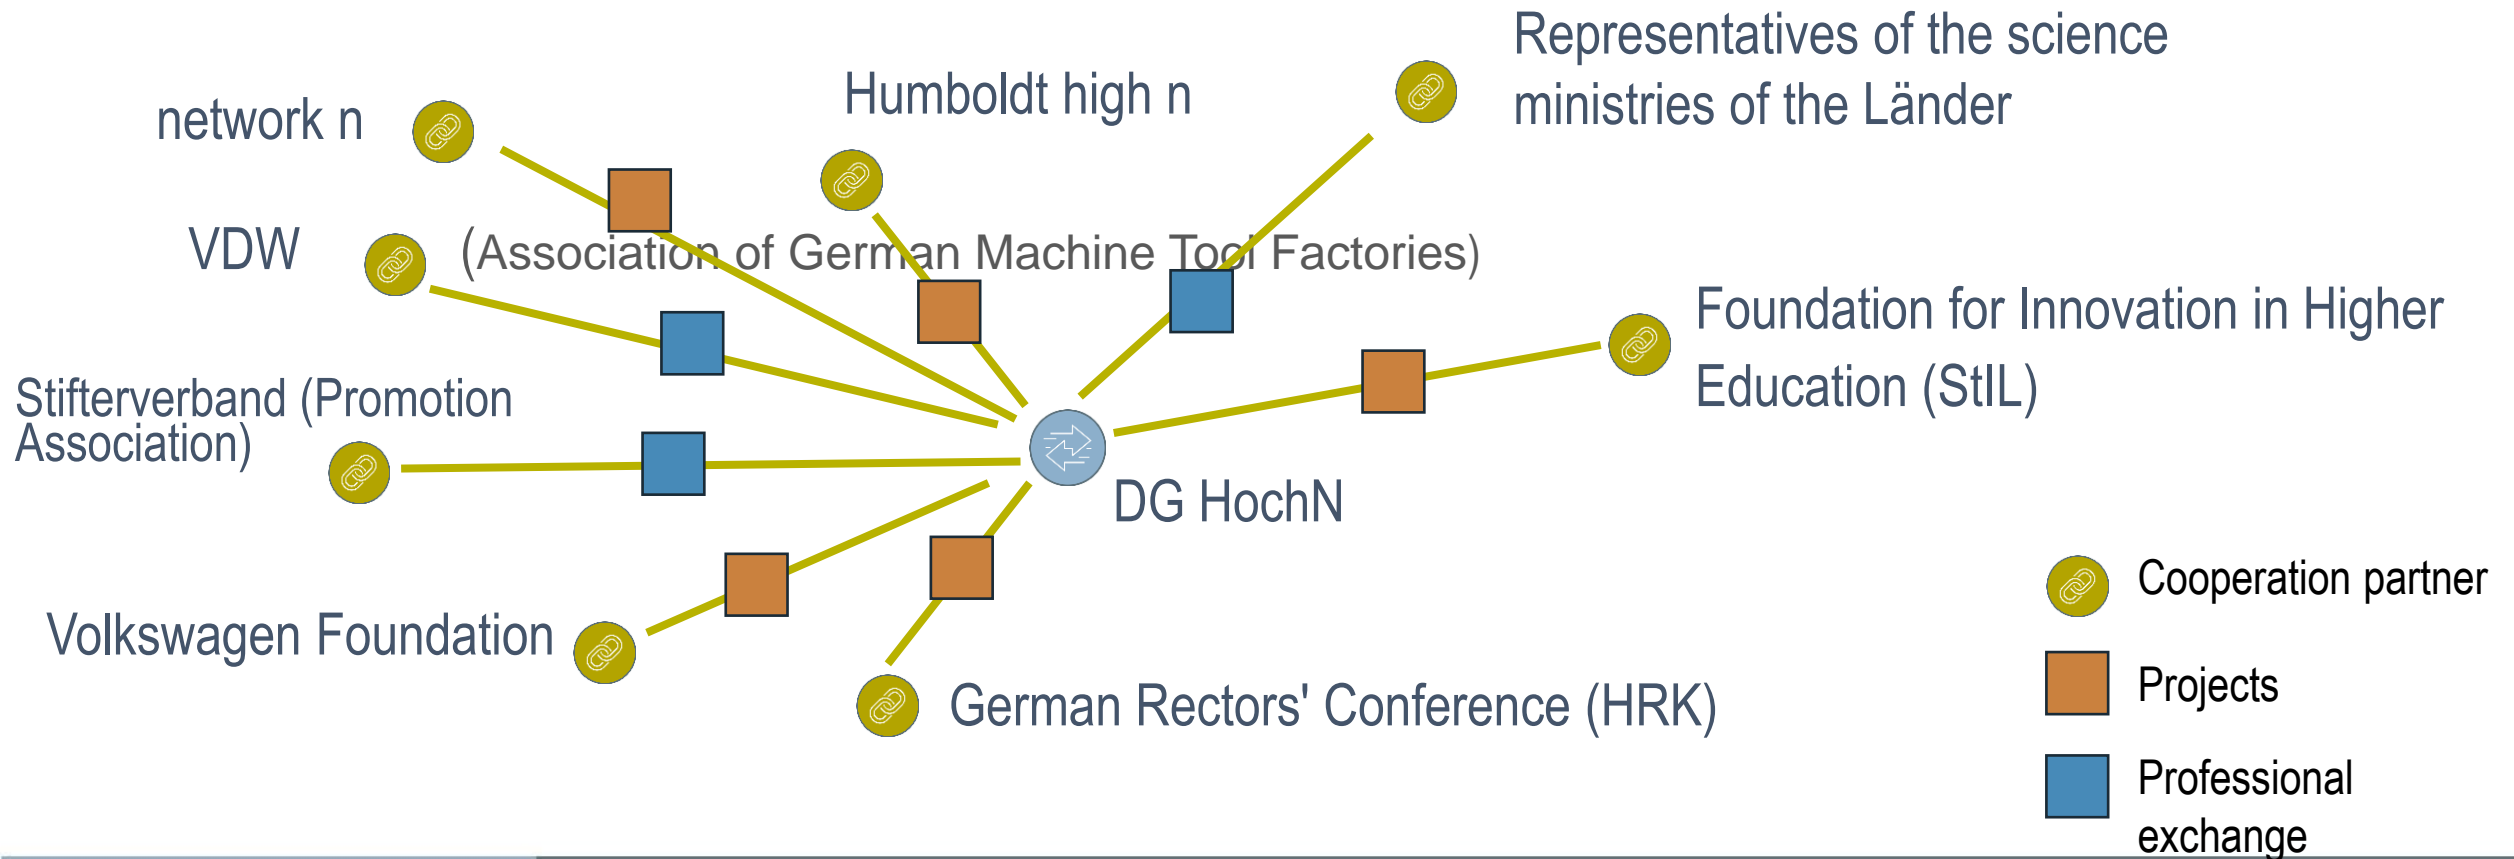 Representatives of the science
ministries of the Länder
Humboldt high n
network n
VDW
(Association of German Machine Tool Factories)
Foundation for Innovation in Higher
Education (StIL)
Stifterverband (Promotion
Association)
DG HochN
Volkswagen Foundation
German Rectors' Conference (HRK)
Cooperation partner
Projects
Professional
exchange